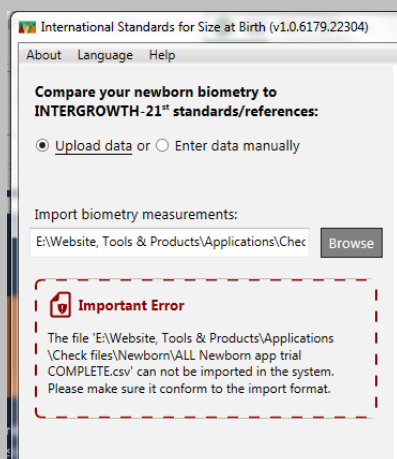 International Standards for Size at Birth (v1.0.6179.22304)
About Language Help
Compare your newborn biometry to
INTERGROWTH-21st standards/references:
Upload data or Enter data manually
Import biometry measurements:
E:\Website, Tools & Products\Applications\Chec Browse
Important Error
The file 'E:\Website, Tools & Products\Applications
\Check files\Newborn\ALL Newborn app trial
COMPLETE.csv' can not be imported in the system.
Please make sure it conform to the import format.